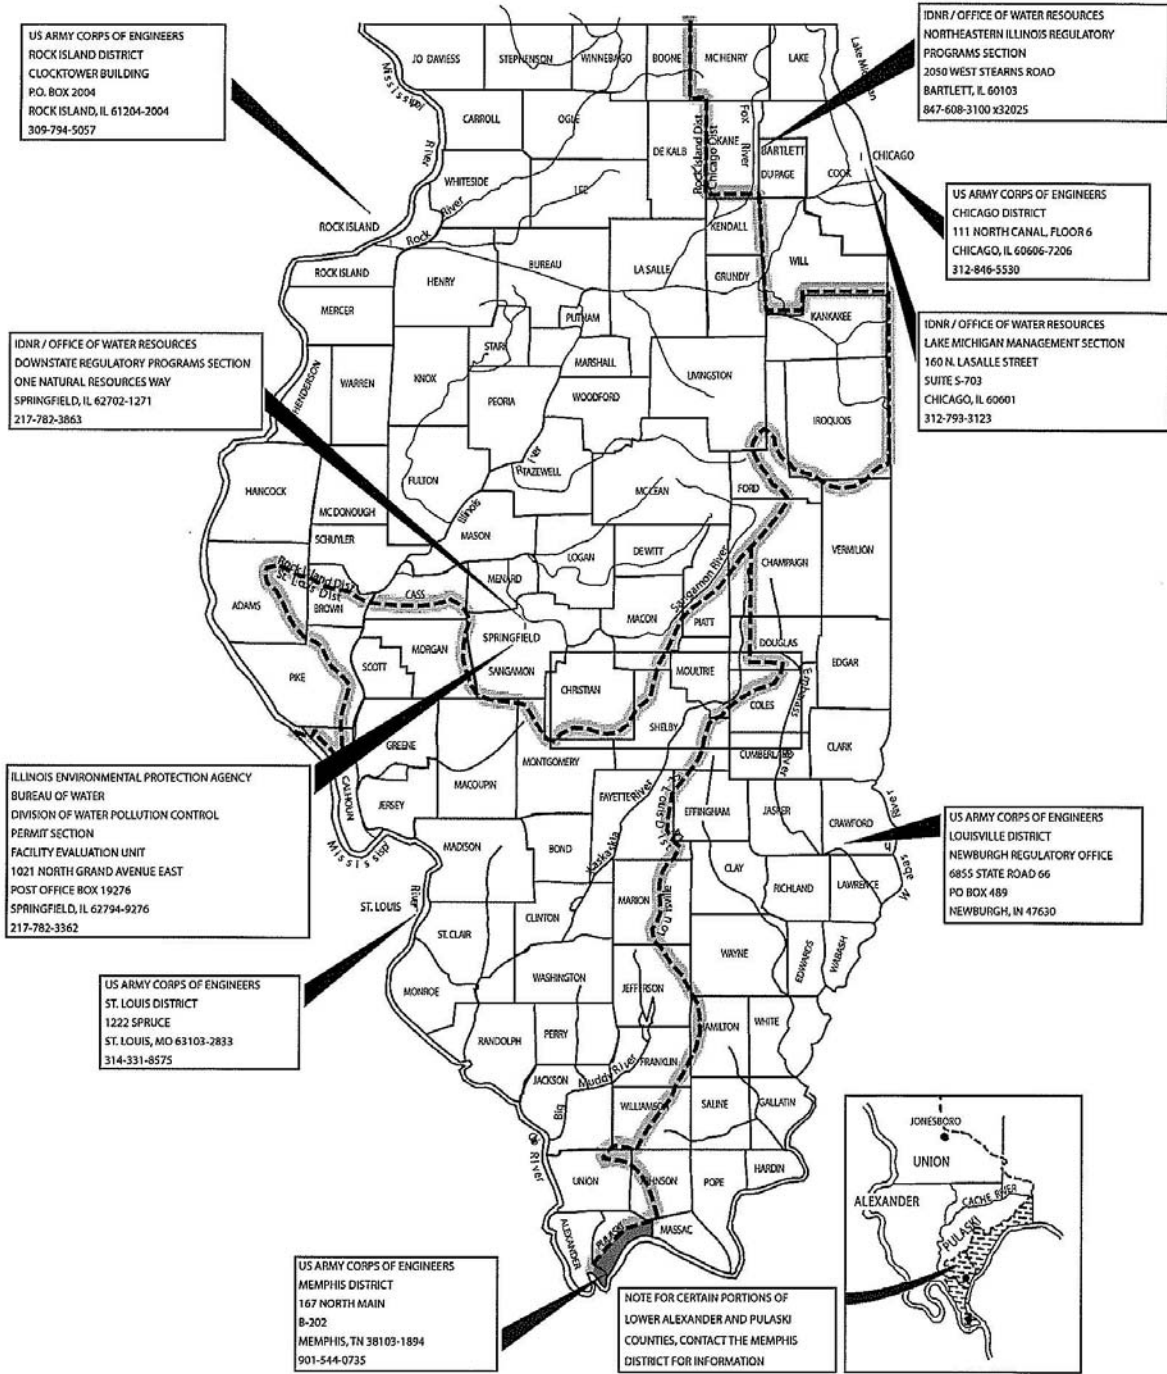 US ARMY CORPS OF ENGINEERS
ROCK ISLAND DISTRICT
CLOCKTOWER BUILDING
P.O. BOX 2004
ROCK ISLAND, IL 61204-2004
309-794-5057
IDNR / OFFICE OF WATER RESOURCES
NORTHEASTERN ILLINOIS REGULATORY
PROGRAMS SECTION
2050 WEST STEARNS ROAD
BARTLETT, IL 60103
847-608-3100 x32025
US ARMY CORPS OF ENGINEERS
CHICAGO DISTRICT
111 NORTH CANAL, FLOOR 6
CHICAGO, IL 60606-7206
312-846-5530
IDNR / OFFICE OF WATER RESOURCES
LAKE MICHIGAN MANAGEMENT SECTION
160 N. LASALLE STREET
SUITE S-703
CHICAGO, IL 60601
312-793-3123
IDNR / OFFICE OF WATER RESOURCES
DOWNSTATE REGULATORY PROGRAMS SECTION
ONE NATURAL RESOURCES WAY
SPRINGFIELD, IL 62702-1271
217-782-3863
ILLINOIS ENVIRONMENTAL PROTECTION AGENCY
BUREAU OF WATER
DIVISION OF WATER POLLUTION CONTROL
PERMIT SECTION
FACILITY EVALUATION UNIT
1021 NORTH GRAND AVENUE EAST
POST OFFICE BOX 19276
SPRINGFIELD, IL 62794-9276
217-782-3362
US ARMY CORPS OF ENGINEERS
LOUISVILLE DISTRICT
NEWBURGH REGULATORY OFFICE
6855 STATE ROAD 66
PO BOX 489
NEWBURGH, IN 47630
US ARMY CORPS OF ENGINEERS
ST. LOUIS DISTRICT
1222 SPRUCE
ST. LOUIS, MO 63103-2833
314-331-8575
US ARMY CORPS OF ENGINEERS
MEMPHIS DISTRICT
167 NORTH MAIN
B-202
MEMPHIS, TN 38103-1894
901-544-0735
NOTE FOR CERTAIN PORTIONS OF
LOWER ALEXANDER AND PULASKI
COUNTIES, CONTACT THE MEMPHIS
DISTRICT FOR INFORMATION
JO DAVIESS
STEPHENSON
WINNEBAGO
BOONE
MCHENRY
LAKE
Mississippi
River
CARROLL
OGLE
DE KALB
Rock Island Dist
Chicago Dist
KANE
Fox
River
BARTLETT
DU PAGE
COOK
CHICAGO
WHITESIDE
ROCK ISLAND
Rock
River
KENDALL
ROCK ISLAND
HENRY
BUREAU
LA SALLE
GRUNDY
WILL
MERCER
PUTNAM
KANKAKEE
STARK
MARSHALL
HENDERSON
WARREN
KNOX
PEORIA
WOODFORD
LIVINGSTON
IROQUOIS
FULTON
TAZEWELL
MCLEAN
FORD
HANCOCK
MCDONOUGH
Illinois
MASON
SCHUYLER
LOGAN
DEWITT
CHAMPAIGN
VERMILION
Rock Island Dist
ADAMS
BROWN
CASS
MENARD
MACON
Sangamon River
PIATT
SPRINGFIELD
DOUGLAS
PIKE
SCOTT
MORGAN
SANGAMON
CHRISTIAN
MOULTRIE
EDGAR
COLES
Embarass
SHELBY
CUMBERLAND
CLARK
GREENE
MACOUPIN
MONTGOMERY
CALHOUN
JERSEY
FAYETTE
River
Kaskaskia
EFFINGHAM
JASPER
CRAWFORD
MADISON
BOND
CLAY
RICHLAND
LAWRENCE
ST. LOUIS
River
ST. CLAIR
CLINTON
MARION
WAYNE
EDWARDS
WABASH
MONROE
WASHINGTON
JEFFERSON
RANDOLPH
PERRY
HAMILTON
WHITE
JACKSON
Big
Muddy River
FRANKLIN
WILLIAMSON
SALINE
GALLATIN
UNION
JOHNSON
POPE
HARDIN
ALEXANDER
PULASKI
MASSAC
JONESBORO
UNION
ALEXANDER
CACHE RIVER
PULASKI